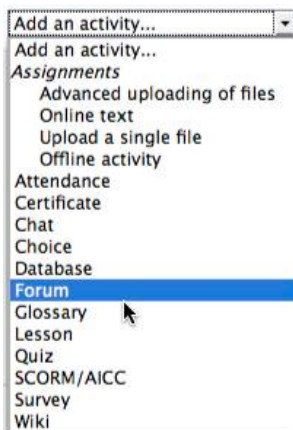 Add an activity...
Add an activity...
Assignments
Advanced uploading of files
Online text
Upload a single file
Offline activity
Attendance
Certificate
Chat
Choice
Database
Forum
Glossary
Lesson
Quiz
SCORM/AICC
Survey
Wiki